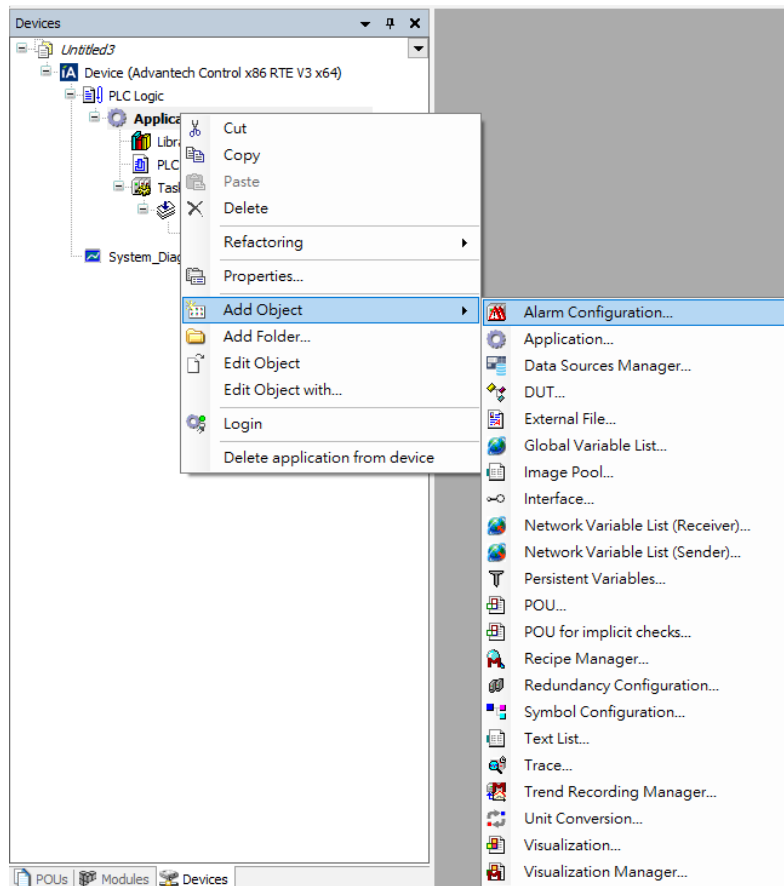 Devices
Untitled3
Device (Advantech Control x86 RTE V3 x64)
PLC Logic
Applica
Libra
PLC
Task
System_Diag
Cut
Copy
Paste
Delete
Refactoring
Properties...
Add Object
Add Folder...
Edit Object
Edit Object with...
Login
Delete application from device
Alarm Configuration...
Application...
Data Sources Manager...
DUT...
External File...
Global Variable List...
Image Pool...
Interface...
Network Variable List (Receiver)...
Network Variable List (Sender)...
Persistent Variables...
POU...
POU for implicit checks...
Recipe Manager...
Redundancy Configuration...
Symbol Configuration...
Text List...
Trace...
Trend Recording Manager...
Unit Conversion...
Visualization...
Visualization Manager...
POUs
Modules
Devices